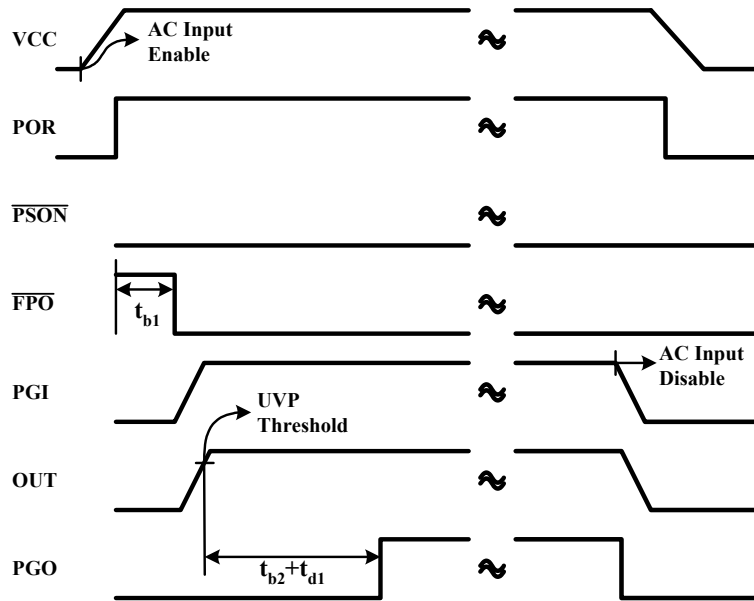 VCC
AC Input
Enable
POR
PSON
FPO
tb1
PGI
AC Input
Disable
UVP
Threshold
OUT
PGO
tb2+td1